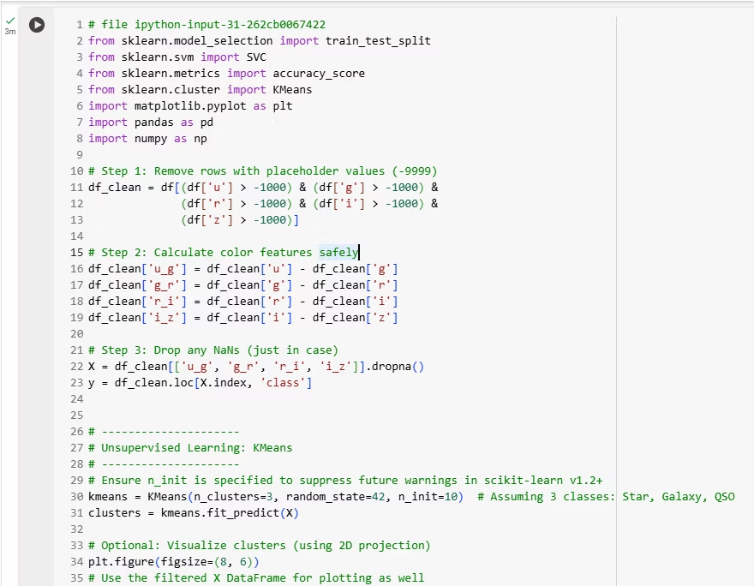 3m
1 # file ipython-input-31-262cb0067422
2 from sklearn.model_selection import train_test_split
3 from sklearn.svm import SVC
4 from sklearn.metrics import accuracy_score
5 from sklearn.cluster import KMeans
6 import matplotlib.pyplot as plt
7 import pandas as pd
8 import numpy as np
9
10 # Step 1: Remove rows with placeholder values (-9999)
11 df_clean = df[(df['u'] > -1000) & (df['g'] > -1000) &
12               (df['r'] > -1000) & (df['i'] > -1000) &
13               (df['z'] > -1000)]
14
15 # Step 2: Calculate color features safely
16 df_clean['u_g'] = df_clean['u'] - df_clean['g']
17 df_clean['g_r'] = df_clean['g'] - df_clean['r']
18 df_clean['r_i'] = df_clean['r'] - df_clean['i']
19 df_clean['i_z'] = df_clean['i'] - df_clean['z']
20
21 # Step 3: Drop any NaNs (just in case)
22 X = df_clean[['u_g', 'g_r', 'r_i', 'i_z']].dropna()
23 y = df_clean.loc[X.index, 'class']
24
25
26 # ---------------------
27 # Unsupervised Learning: KMeans
28 # ---------------------
29 # Ensure n_init is specified to suppress future warnings in scikit-learn v1.2+
30 kmeans = KMeans(n_clusters=3, random_state=42, n_init=10)  # Assuming 3 classes: Star, Galaxy, QSO
31 clusters = kmeans.fit_predict(X)
32
33 # Optional: Visualize clusters (using 2D projection)
34 plt.figure(figsize=(8, 6))
35 # Use the filtered X DataFrame for plotting as well